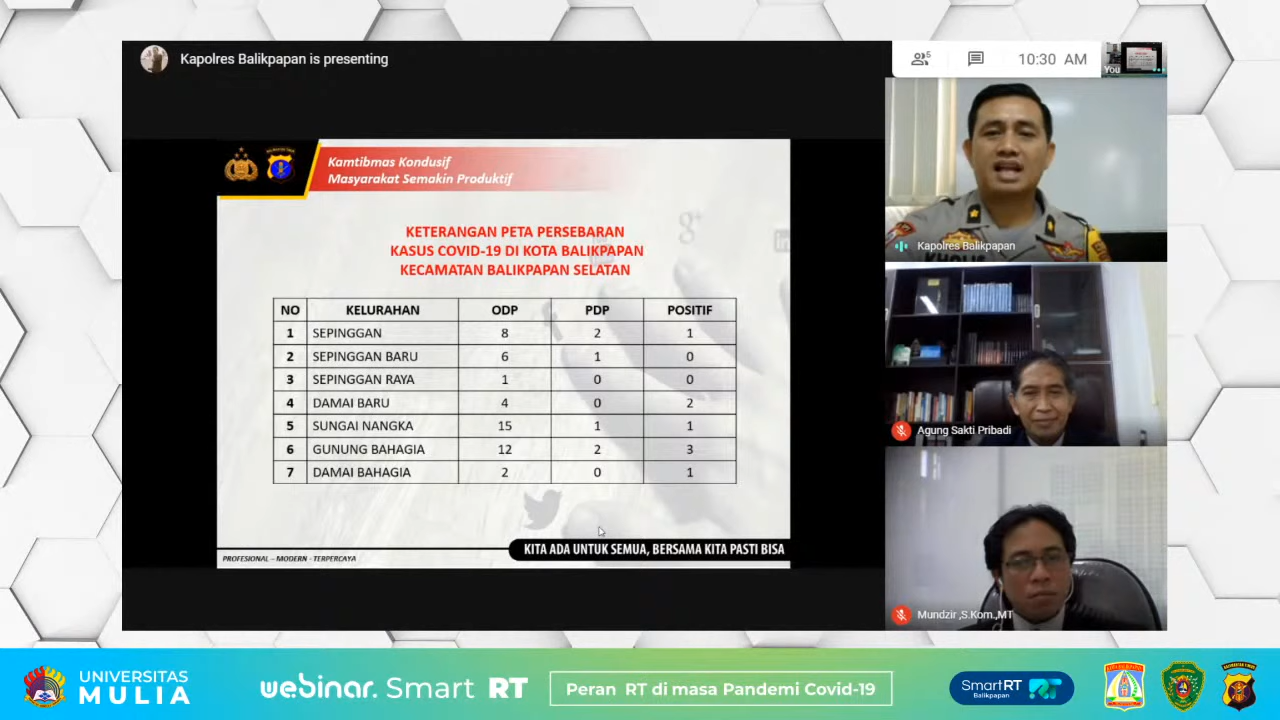 Kapolres Balikpapan is presenting
5
10:30 AM
You
Kamtibmas Kondusif
Masyarakat Semakin Produktif
KETERANGAN PETA PERSEBARAN
KASUS COVID-19 DI KOTA BALIKPAPAN
KECAMATAN BALIKPAPAN SELATAN
NO KELURAHAN ODP PDP POSITIF
1 SEPINGGAN 8 2 1
2 SEPINGGAN BARU 6 1 0
3 SEPINGGAN RAYA 1 0 0
4 DAMAI BARU 4 0 2
5 SUNGAI NANGKA 15 1 1
6 GUNUNG BAHAGIA 12 2 3
7 DAMAI BAHAGIA 2 0 1
PROFESIONAL – MODERN - TERPERCAYA
KITA ADA UNTUK SEMUA, BERSAMA KITA PASTI BISA
Kapolres Balikpapan
Agung Sakti Pribadi
Mundzir ,S.Kom.,MT
UNIVERSITAS
MULIA
webinar. Smart RT
Peran RT di masa Pandemi Covid-19
SmartRT
Balikpapan